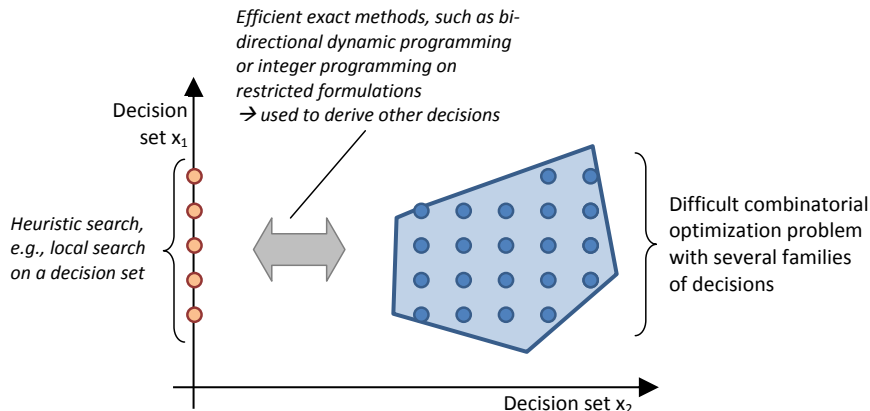 Efficient exact methods, such as bi-
directional dynamic programming
or integer programming on
restricted formulations
→ used to derive other decisions
Decision
set x₁
Heuristic search,
e.g., local search
on a decision set
Difficult combinatorial
optimization problem
with several families
of decisions
Decision set x₂